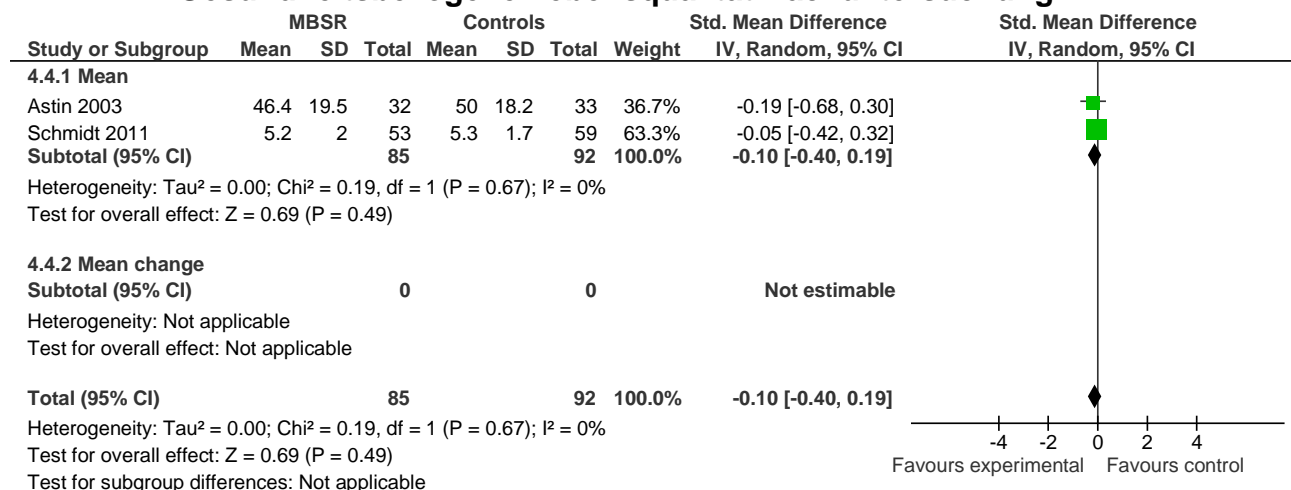 MBSR Controls Std. Mean Difference Std. Mean Difference
Study or Subgroup Mean SD Total Mean SD Total Weight IV, Random, 95% CI IV, Random, 95% CI
4.4.1 Mean
Astin 2003 46.4 19.5 32 50 18.2 33 36.7% -0.19 [-0.68, 0.30]
Schmidt 2011 5.2 2 53 5.3 1.7 59 63.3% -0.05 [-0.42, 0.32]
Subtotal (95% CI) 85 92 100.0% -0.10 [-0.40, 0.19]
Heterogeneity: Tau² = 0.00; Chi² = 0.19, df = 1 (P = 0.67); I² = 0%
Test for overall effect: Z = 0.69 (P = 0.49)
4.4.2 Mean change
Subtotal (95% CI) 0 0 Not estimable
Heterogeneity: Not applicable
Test for overall effect: Not applicable
Total (95% CI) 85 92 100.0% -0.10 [-0.40, 0.19]
Heterogeneity: Tau² = 0.00; Chi² = 0.19, df = 1 (P = 0.67); I² = 0%
Test for overall effect: Z = 0.69 (P = 0.49)
Test for subgroup differences: Not applicable
-4 -2 0 2 4
Favours experimental Favours control